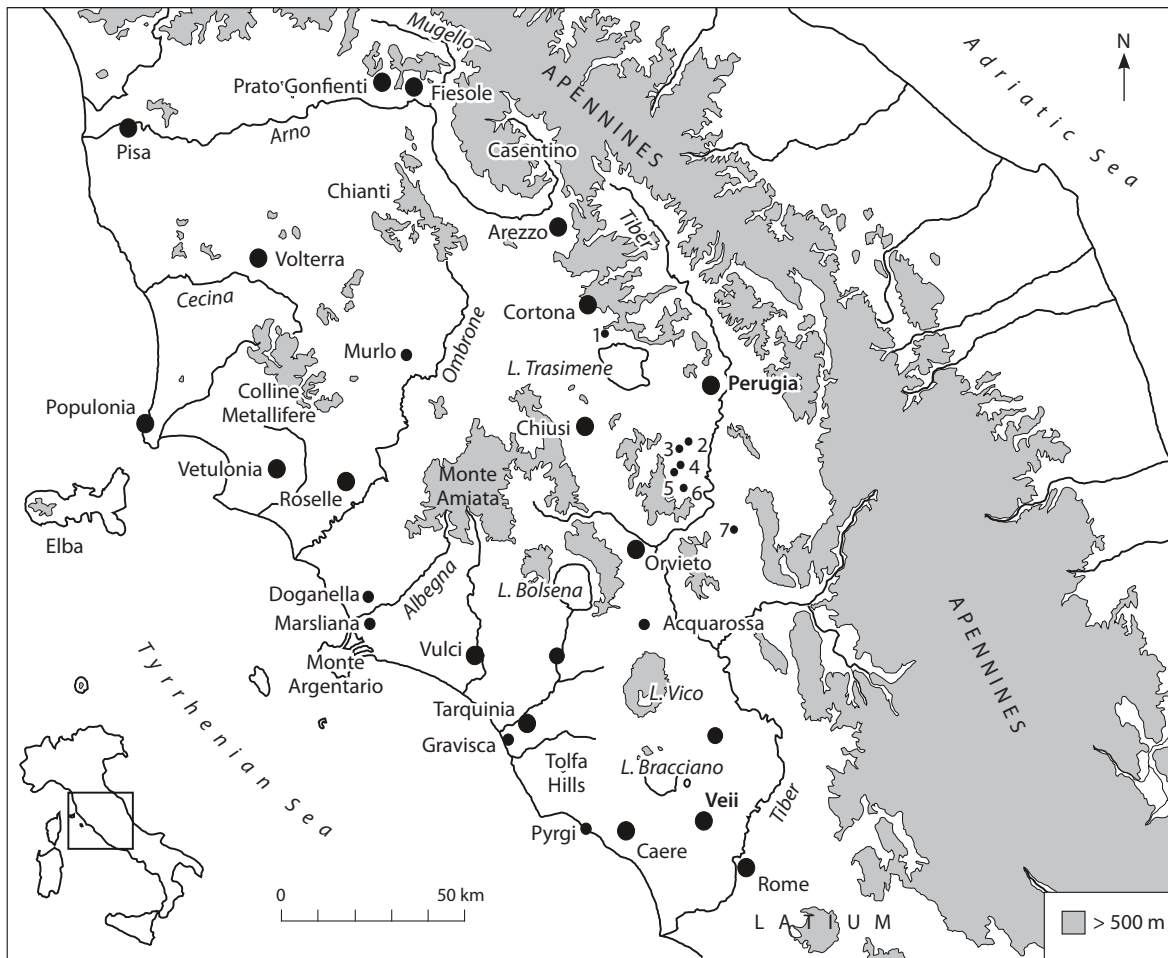 Mugello
N
Adriatic Sea
APENNINES
Prato Gonfienti
Fiesole
Arno
Pisa
Casentino
Chianti
Arezzo
Tiber
Volterra
Cecina
Cortona
1
Ombrone
Murlo
L. Trasimene
Perugia
Colline
Metallifere
Populonia
Chiusi
2
3
4
Vetulonia
Roselle
Monte
Amiata
5
6
7
Elba
Orvieto
Albegna
L. Bolsena
Doganella
Marsliana
Acquarossa
Monte
Argentario
Vulci
APENNINES
Tyrrhenian Sea
L. Vico
Tarquinia
Gravisca
Tolfa
Hills
L. Bracciano
Veii
Tiber
Pyrgi
Caere
Rome
0 50 km
LATIUM
> 500 m